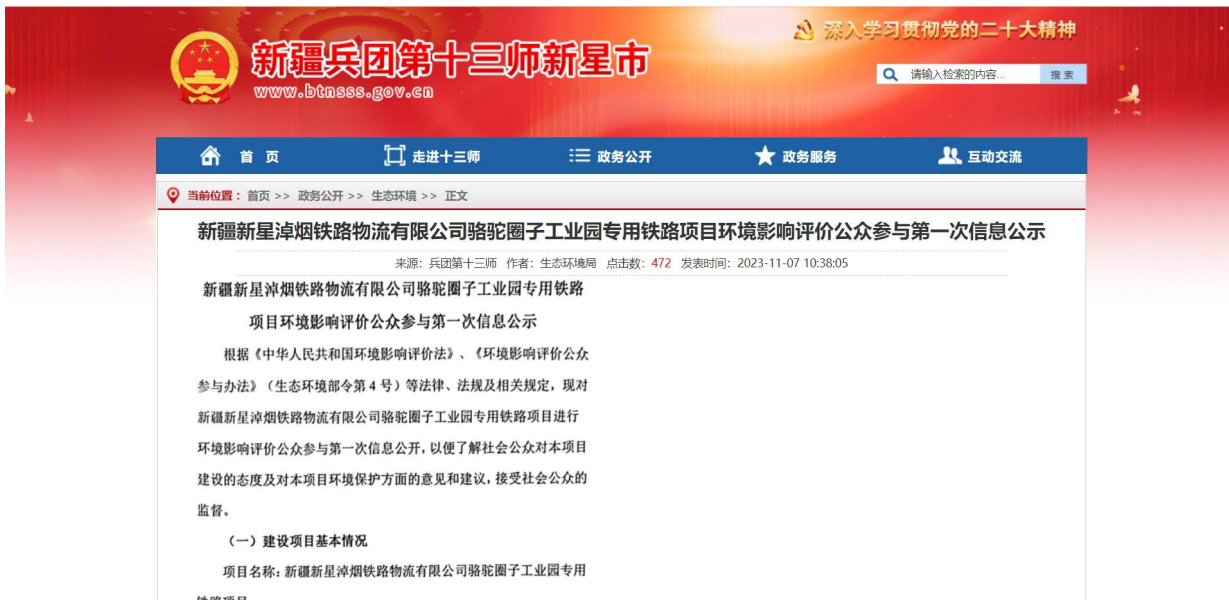 深入学习贯彻党的二十大精神
新疆兵团第十三师新星市
www.btnsss.gov.cn
请输入检索的内容... 搜 索
首 页 走进十三师 政务公开 政务服务 互动交流
当前位置：首页 >> 政务公开 >> 生态环境 >> 正文
新疆新星淖烟铁路物流有限公司骆驼圈子工业园专用铁路项目环境影响评价公众参与第一次信息公示
来源：兵团第十三师 作者：生态环境局 点击数：472 发表时间：2023-11-07 10:38:05
新疆新星淖烟铁路物流有限公司骆驼圈子工业园专用铁路
项目环境影响评价公众参与第一次信息公示
根据《中华人民共和国环境影响评价法》、《环境影响评价公众
参与办法》（生态环境部令第 4 号）等法律、法规及相关规定，现对
新疆新星淖烟铁路物流有限公司骆驼圈子工业园专用铁路项目进行
环境影响评价公众参与第一次信息公开，以便了解社会公众对本项目
建设的态度及对本项目环境保护方面的意见和建议，接受社会公众的
监督。
（一）建设项目基本情况
项目名称：新疆新星淖烟铁路物流有限公司骆驼圈子工业园专用